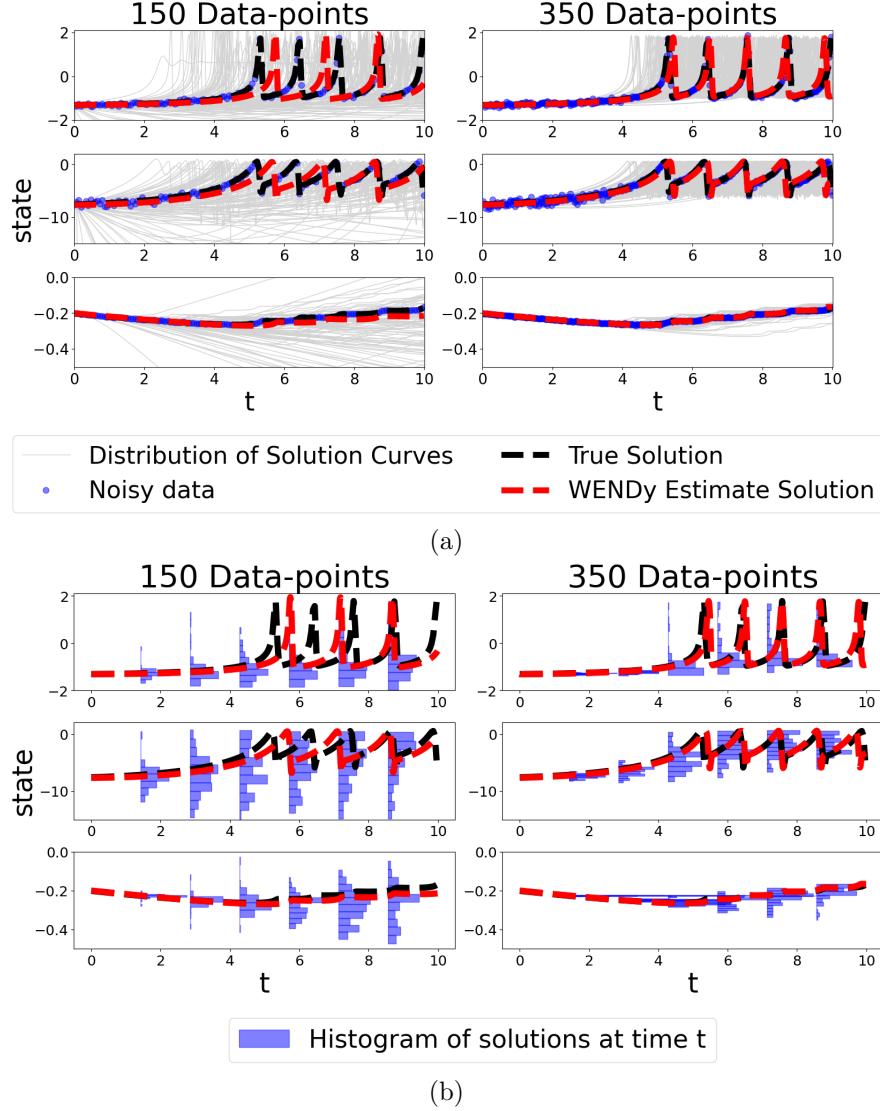 150 Data-points 350 Data-points
2
0
−2
0 2 4 6 8 10
2
0
−2
0 2 4 6 8 10
state
0
−10
0 2 4 6 8 10
0
−10
0 2 4 6 8 10
0.0
−0.2
−0.4
0 2 4 6 8 10
0.0
−0.2
−0.4
0 2 4 6 8 10
t t
Distribution of Solution Curves True Solution
Noisy data WENDy Estimate Solution
(a)
150 Data-points 350 Data-points
2
0
−2
0 2 4 6 8 10
2
0
−2
0 2 4 6 8 10
state
0
−10
0 2 4 6 8 10
0
−10
0 2 4 6 8 10
0.0
−0.2
−0.4
0 2 4 6 8 10
0.0
−0.2
−0.4
0 2 4 6 8 10
t t
Histogram of solutions at time t
(b)